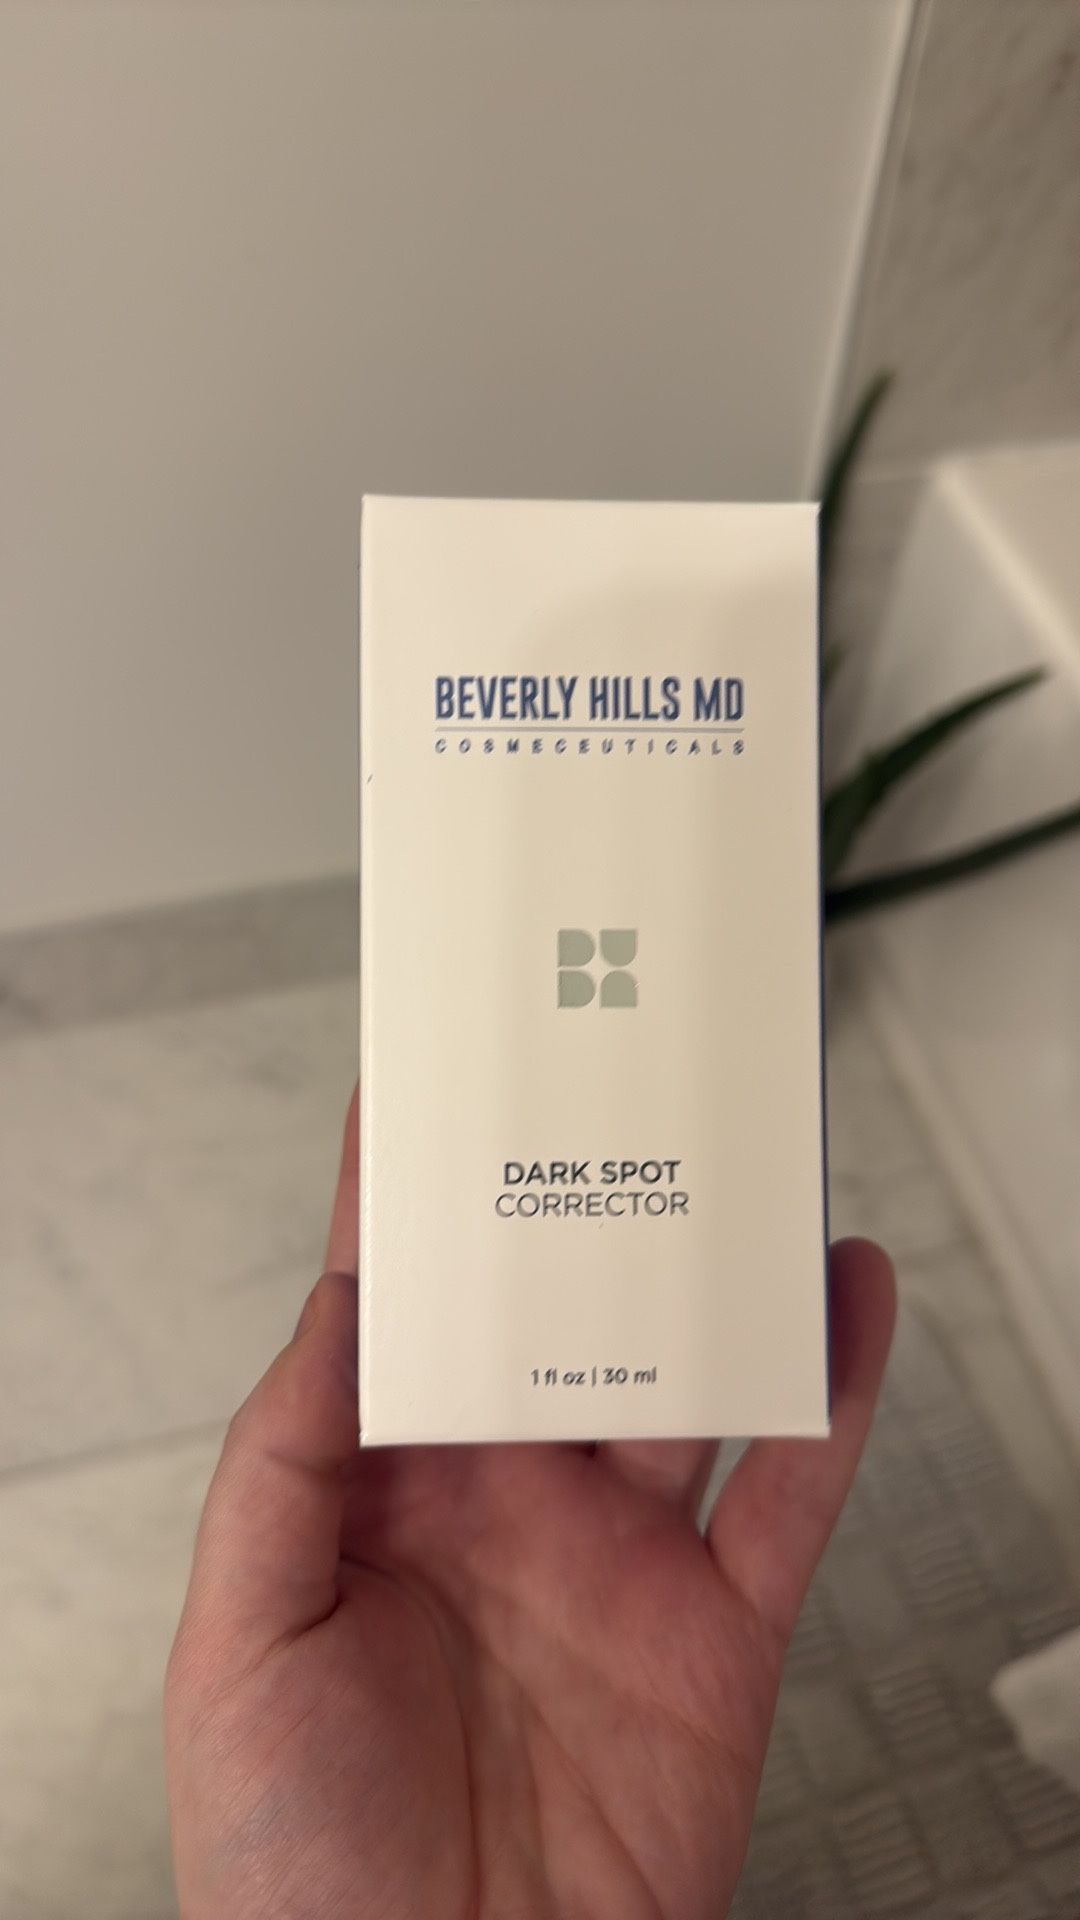 BEVERLY HILLS MD
COSMECEUTICALS
DARK SPOT
CORRECTOR
1 fl oz | 30 ml